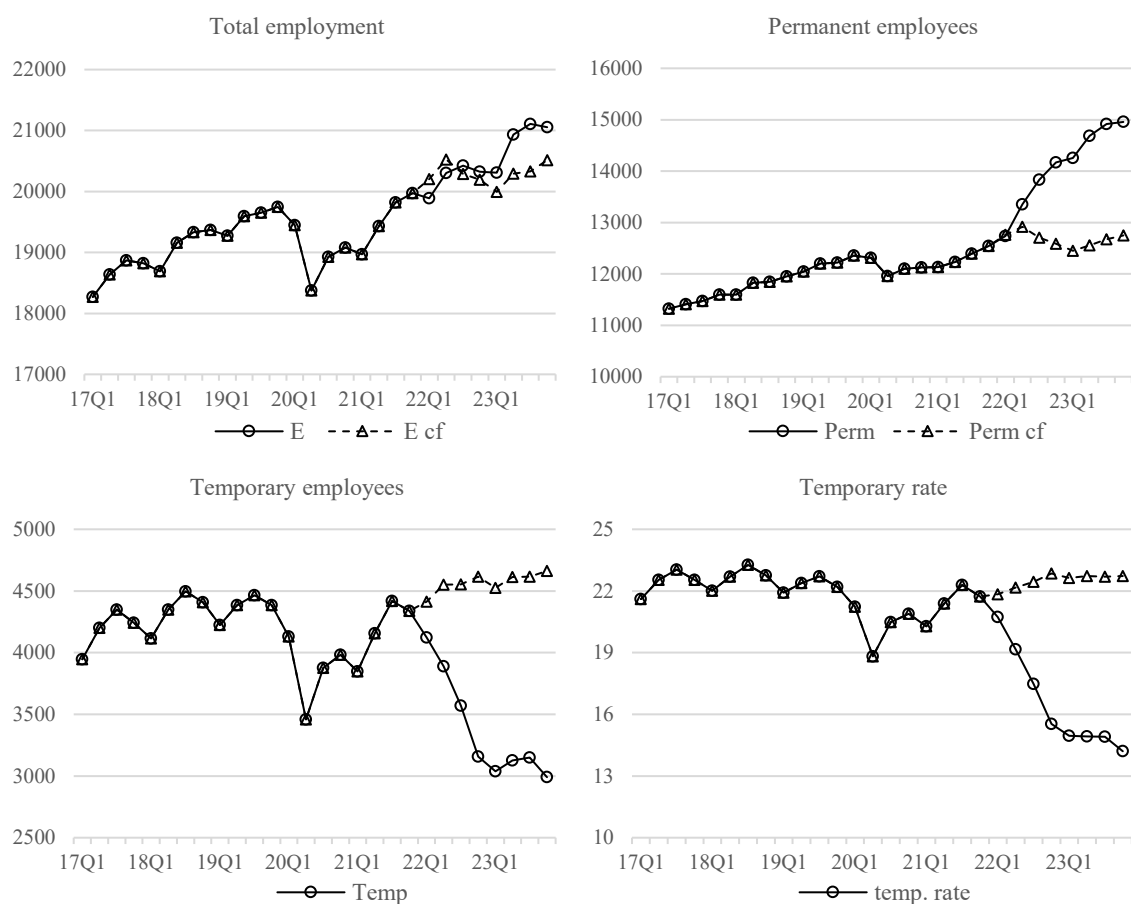 Total employment
22000
21000
20000
19000
18000
17000
17Q1 18Q1 19Q1 20Q1 21Q1 22Q1 23Q1
E E cf
Permanent employees
16000
15000
14000
13000
12000
11000
10000
17Q1 18Q1 19Q1 20Q1 21Q1 22Q1 23Q1
Perm Perm cf
Temporary employees
5000
4500
4000
3500
3000
2500
17Q1 18Q1 19Q1 20Q1 21Q1 22Q1 23Q1
Temp
Temporary rate
25
22
19
16
13
10
17Q1 18Q1 19Q1 20Q1 21Q1 22Q1 23Q1
temp. rate